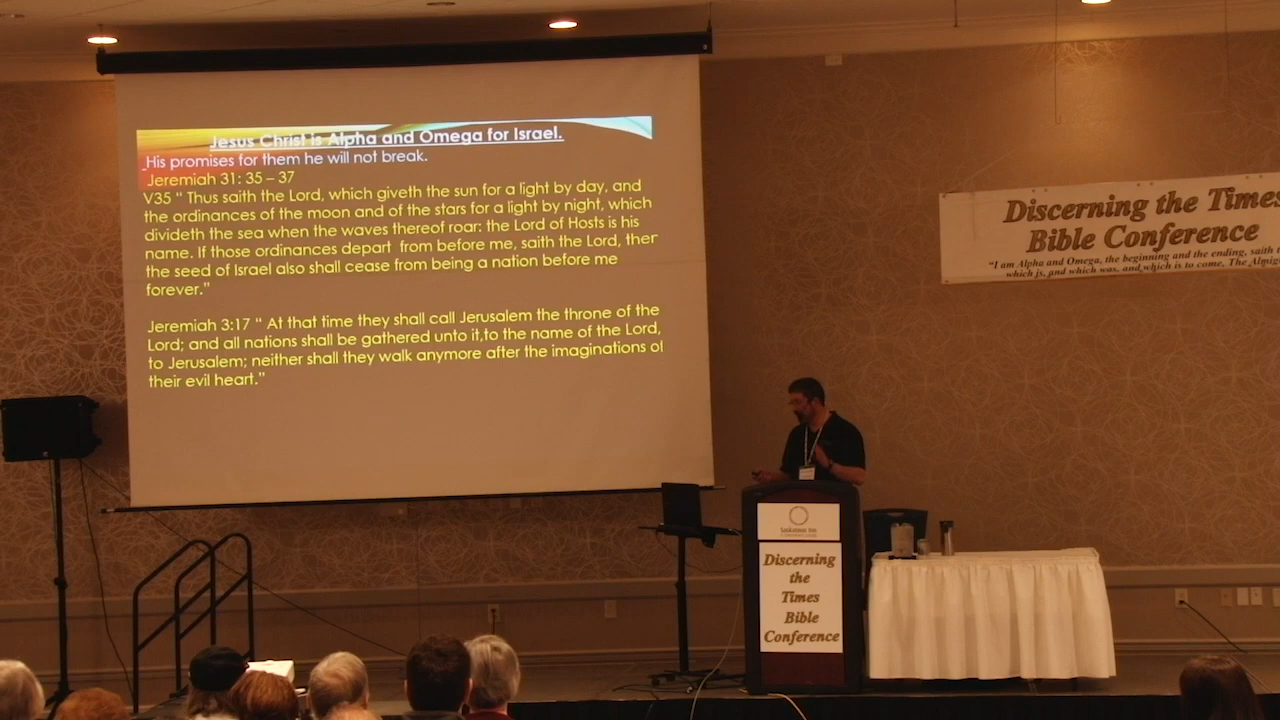 Jesus Christ is Alpha and Omega for Israel.
His promises for them he will not break.
Jeremiah 31: 35 – 37
V35 “ Thus saith the Lord, which giveth the sun for a light by day, and
the ordinances of the moon and of the stars for a light by night, which
divideth the sea when the waves thereof roar: the Lord of Hosts is his
name. If those ordinances depart from before me, saith the Lord, then
the seed of Israel also shall cease from being a nation before me
forever.”
Jeremiah 3:17 “ At that time they shall call Jerusalem the throne of the
Lord; and all nations shall be gathered unto it,to the name of the Lord,
to Jerusalem; neither shall they walk anymore after the imaginations of
their evil heart.”
Discerning the Times
Bible Conference
“I am Alpha and Omega, the beginning and the ending, saith
which is, and which was, and which is to come, The
Saskatoon Inn
Discerning
the
Times
Bible
Conference